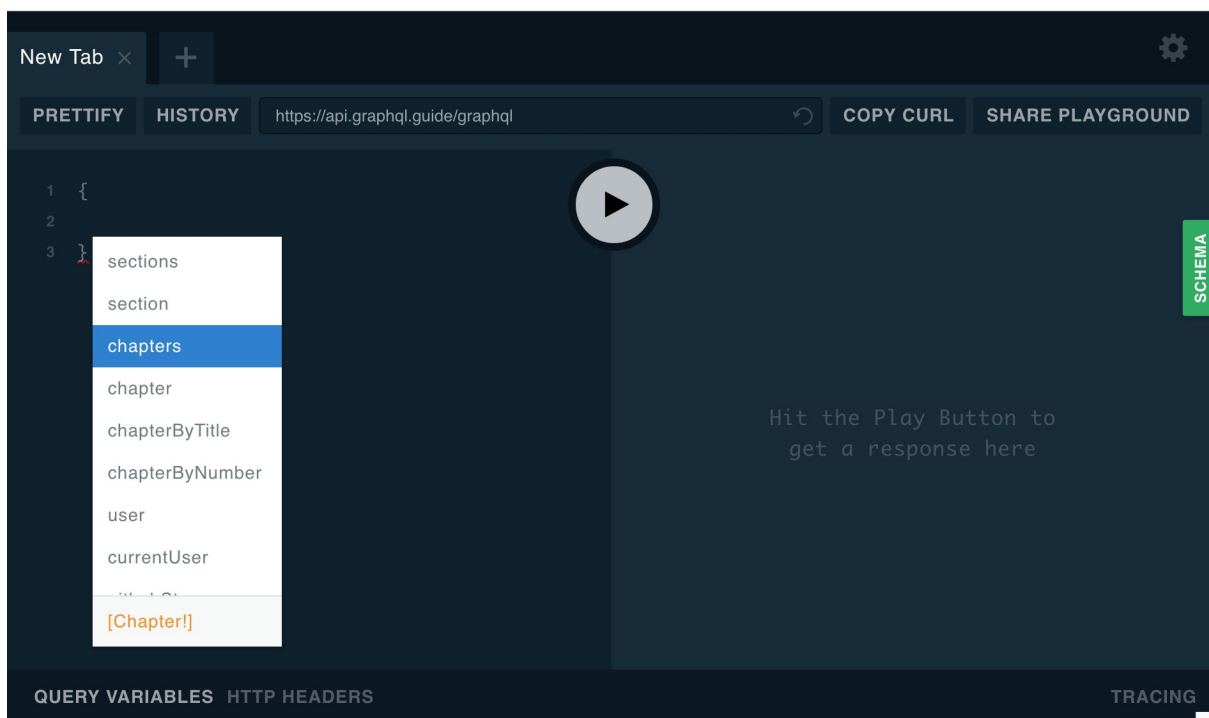 New Tab ×
PRETTIFY HISTORY https://api.graphql.guide/graphql COPY CURL SHARE PLAYGROUND
1 {
2
3 }
sections
section
chapters
chapter
chapterByTitle
chapterByNumber
user
currentUser
[Chapter!]
Hit the Play Button to
get a response here
SCHEMA
QUERY VARIABLES HTTP HEADERS TRACING